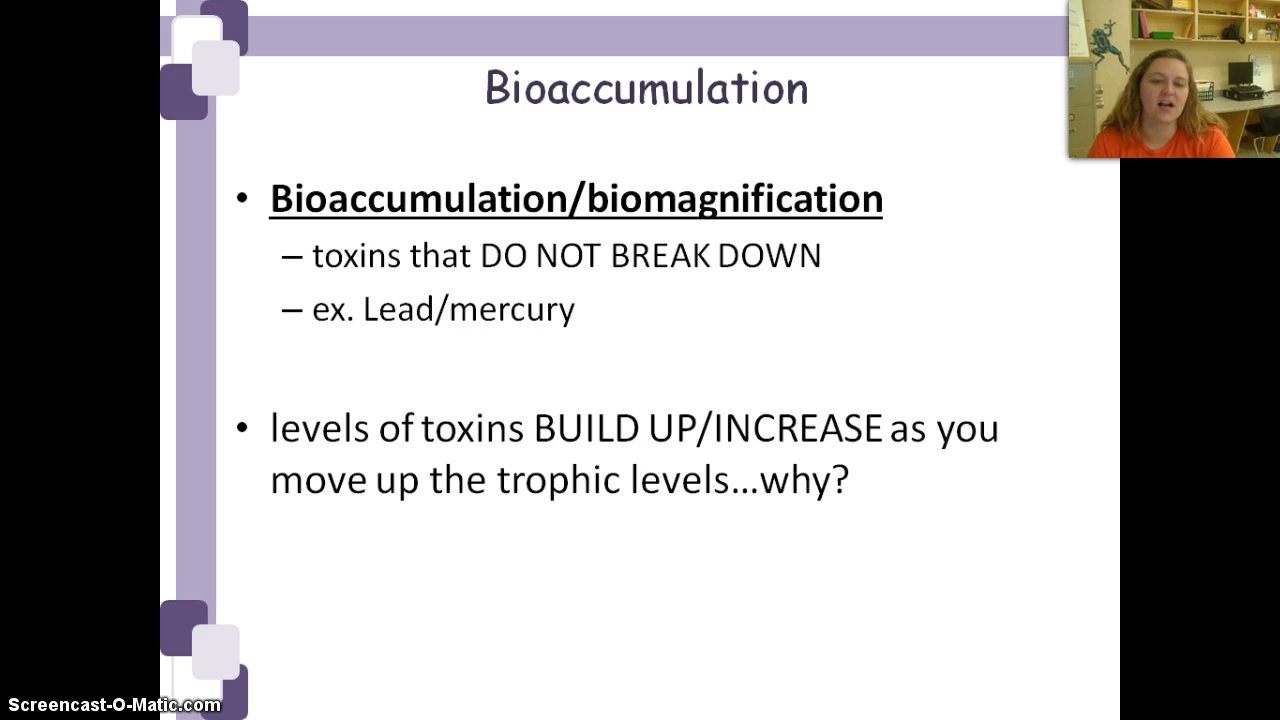 Bioaccumulation
• Bioaccumulation/biomagnification
– toxins that DO NOT BREAK DOWN
– ex. Lead/mercury
• levels of toxins BUILD UP/INCREASE as you
move up the trophic levels...why?
Screencast-O-Matic.com